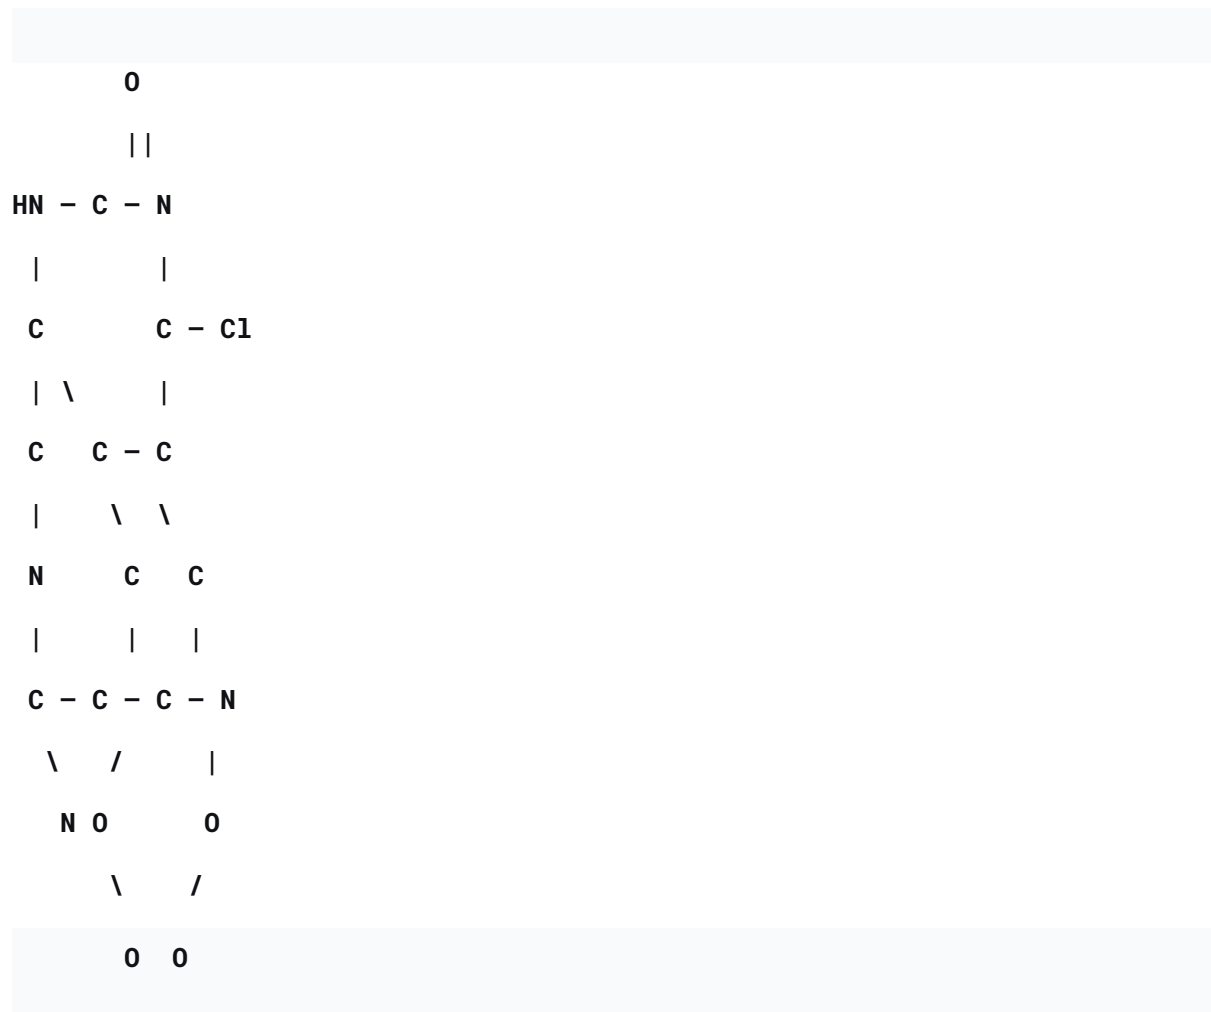 O
       ||
HN – C – N
 |       |
 C       C – Cl
 | \     |
 C   C – C
 |    \  \
 N     C   C
 |     |   |
 C – C – C – N
  \   /     |
   N O      O
      \    /
       O  O